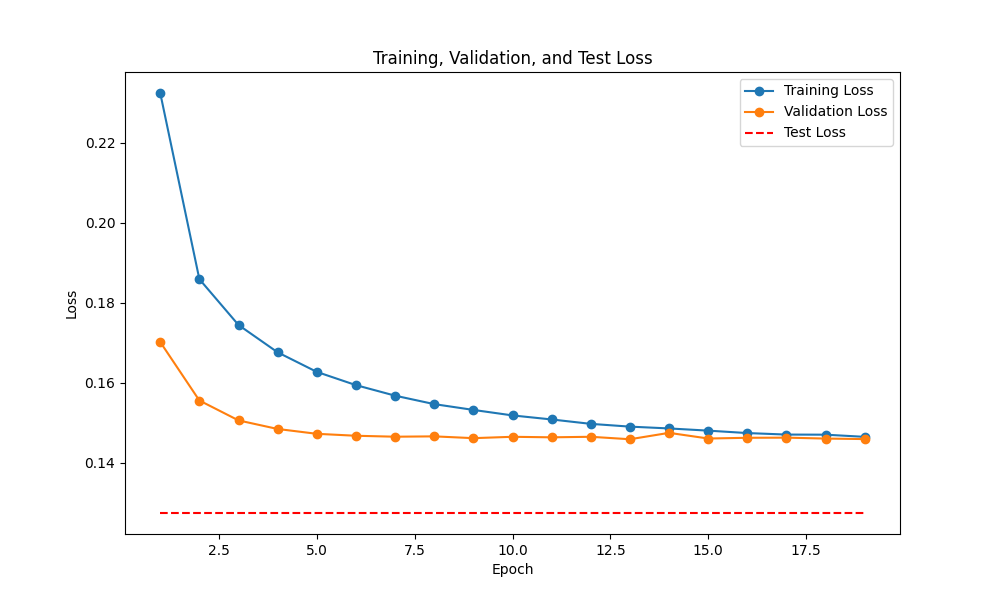 Training, Validation, and Test Loss
Training Loss
Validation Loss
Test Loss
0.22
0.20
0.18
0.16
0.14
Loss
2.5 5.0 7.5 10.0 12.5 15.0 17.5
Epoch